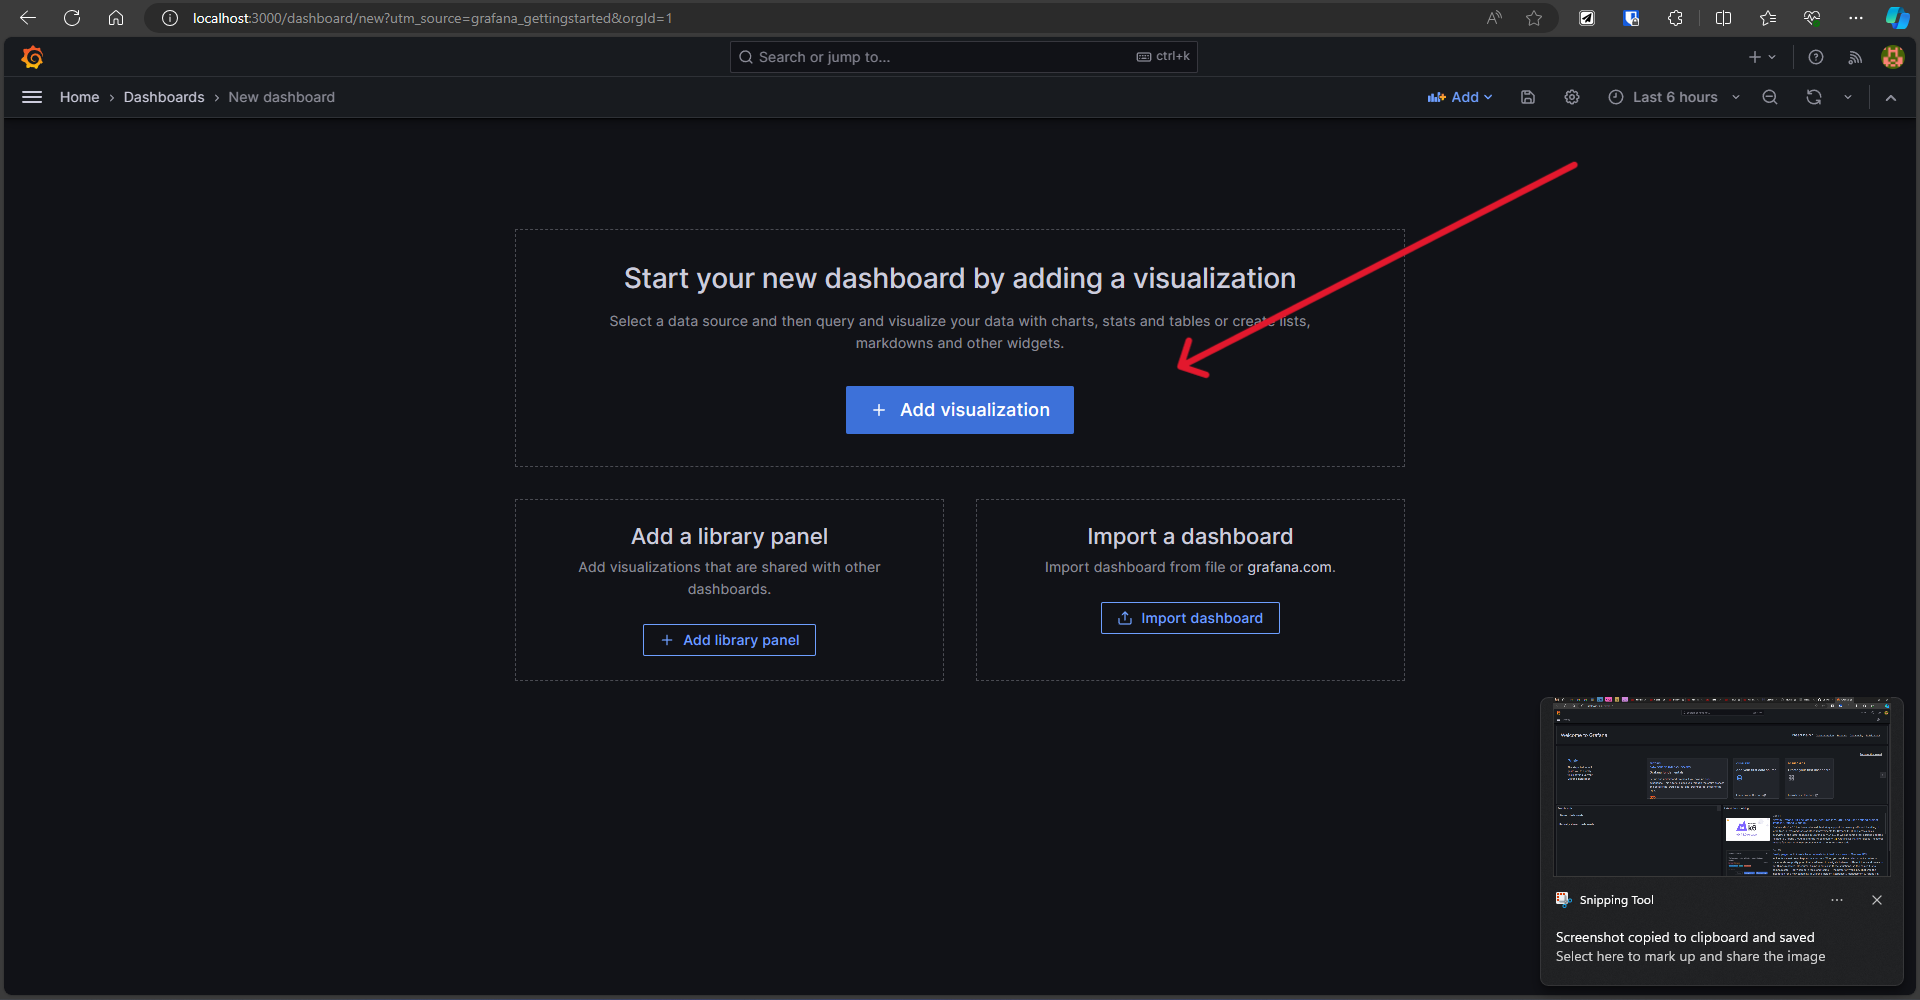 localhost:3000/dashboard/new?utm_source=grafana_gettingstarted&orgId=1
Search or jump to...
ctrl+k
Home › Dashboards › New dashboard
Add
Last 6 hours
Start your new dashboard by adding a visualization
Select a data source and then query and visualize your data with charts, stats and tables or create lists,
markdowns and other widgets.
+ Add visualization
Add a library panel
Add visualizations that are shared with other
dashboards.
+ Add library panel
Import a dashboard
Import dashboard from file or grafana.com.
Import dashboard
Welcome to Grafana
k6
Snipping Tool
Screenshot copied to clipboard and saved
Select here to mark up and share the image